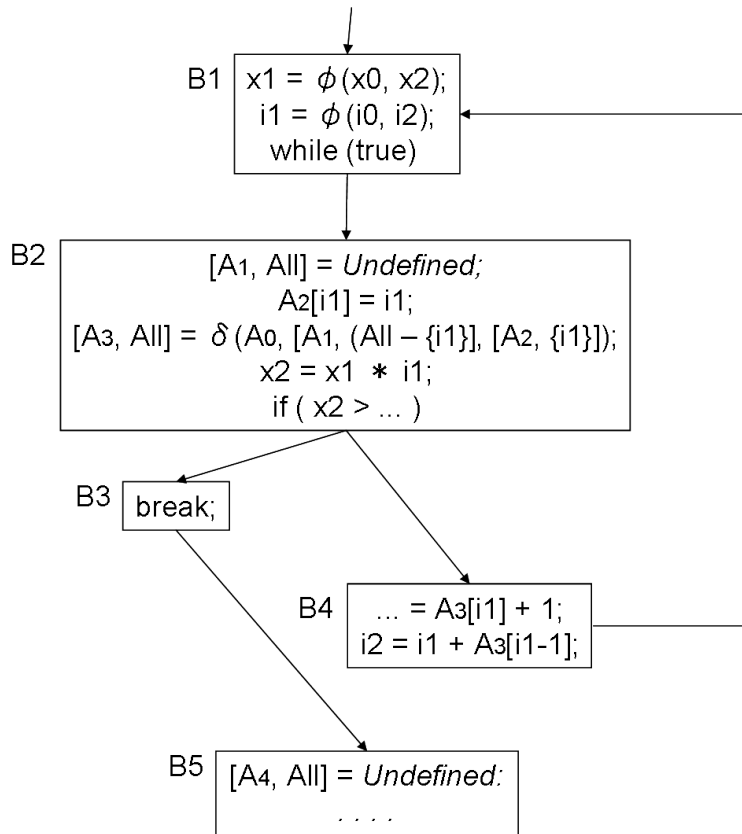 B1
x1 = ϕ(x0, x2);
i1 = ϕ(i0, i2);
while (true)
B2
[A1, All] = Undefined;
A2[i1] = i1;
[A3, All] = δ(A0, [A1, (All – {i1}], [A2, {i1}]);
x2 = x1 * i1;
if ( x2 > ... )
B3
break;
B4
... = A3[i1] + 1;
i2 = i1 + A3[i1-1];
B5
[A4, All] = Undefined:
. . . .